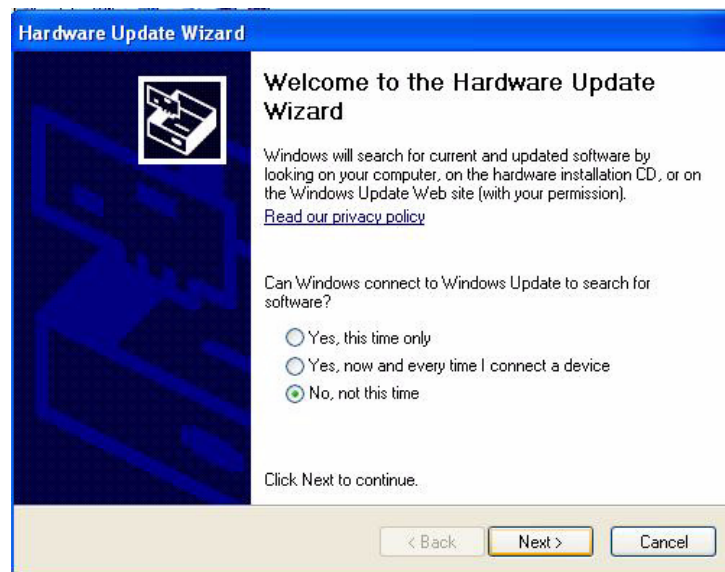 Hardware Update Wizard
Welcome to the Hardware Update
Wizard
Windows will search for current and updated software by
looking on your computer, on the hardware installation CD, or on
the Windows Update Web site (with your permission).
Read our privacy policy
Can Windows connect to Windows Update to search for
software?
Yes, this time only
Yes, now and every time I connect a device
No, not this time
Click Next to continue.
< Back Next > Cancel